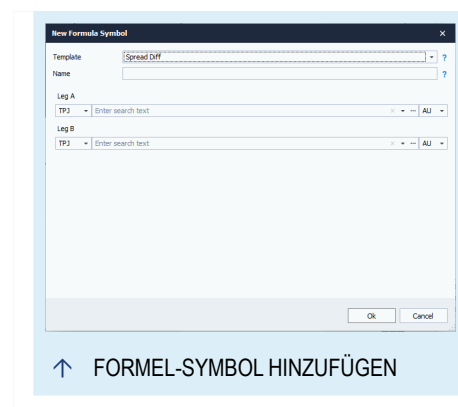 New Formula Symbol
Template Spread Diff ?
Name ?
Leg A
TPJ Enter search text AU
Leg B
TPJ Enter search text AU
Ok Cancel
↑ FORMEL-SYMBOL HINZUFÜGEN